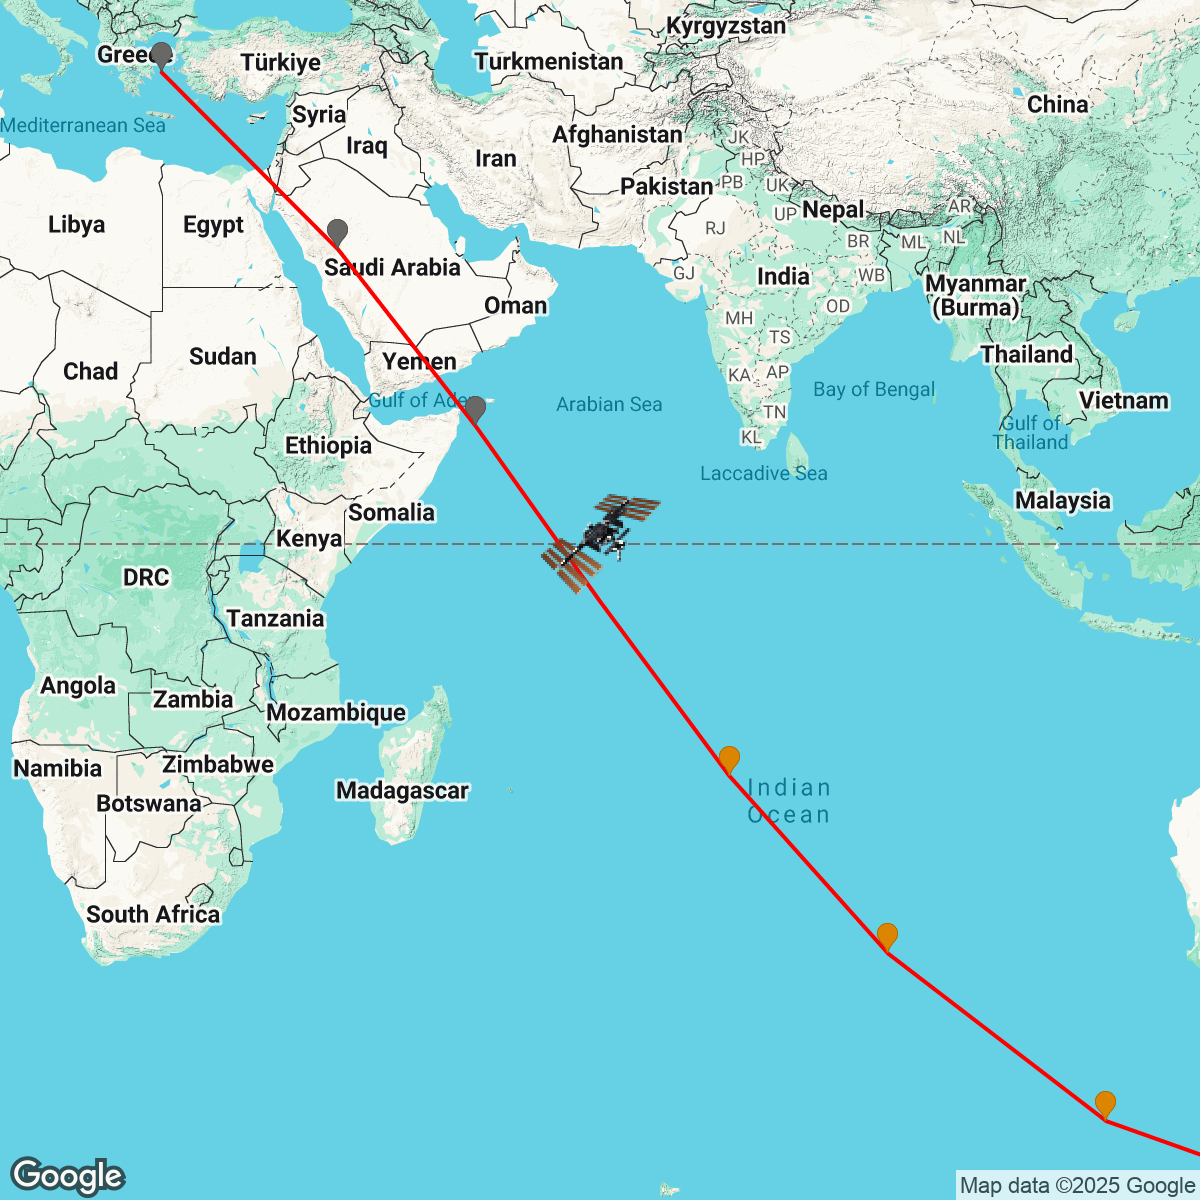 Kyrgyzstan
Greece
Türkiye
Turkmenistan
China
Syria
Mediterranean Sea
Afghanistan
JK
Iraq
Iran
HP
Pakistan
PB
UK
Nepal
AR
UP
Libya
Egypt
RJ
BR
ML
NL
Saudi Arabia
GJ
India
WB
Myanmar
(Burma)
Oman
OD
MH
TS
Sudan
Yemen
Thailand
Chad
KA
AP
Bay of Bengal
Gulf of Aden
Arabian Sea
Vietnam
TN
Gulf of
Thailand
KL
Ethiopia
Laccadive Sea
Malaysia
Somalia
Kenya
DRC
Tanzania
Angola
Zambia
Mozambique
Namibia
Zimbabwe
Botswana
Madagascar
Indian
Ocean
South Africa
Google
Map data ©2025 Google